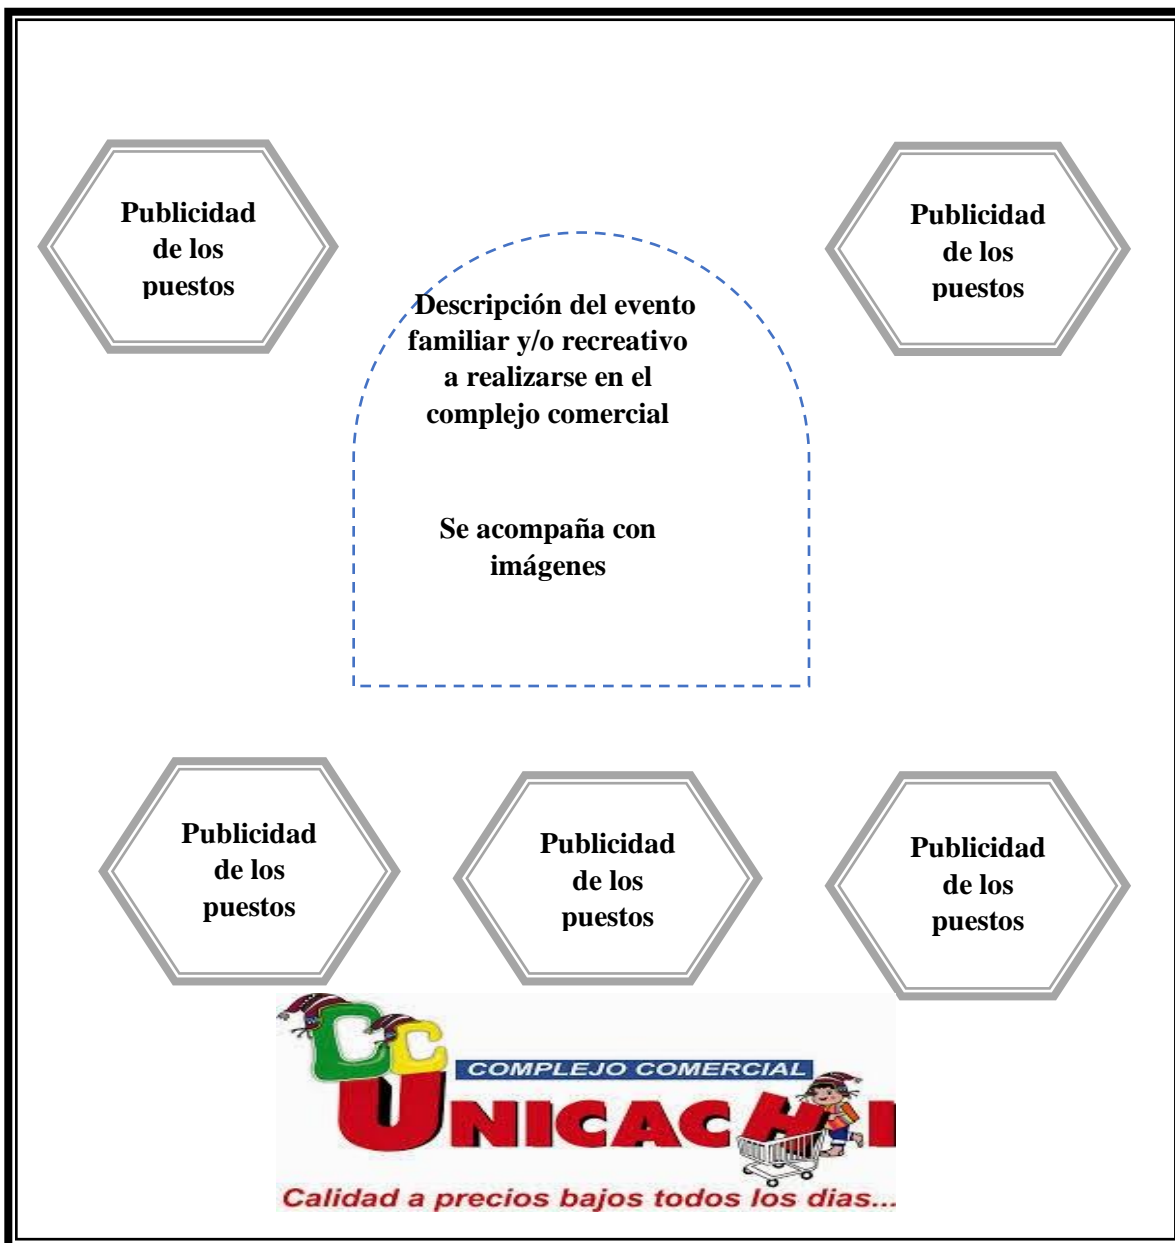 Publicidad
de los
puestos
Publicidad
de los
puestos
Descripción del evento
familiar y/o recreativo
a realizarse en el
complejo comercial
Se acompaña con
imágenes
Publicidad
de los
puestos
Publicidad
de los
puestos
Publicidad
de los
puestos
CC
COMPLEJO COMERCIAL
UNICACHI
Calidad a precios bajos todos los dias...